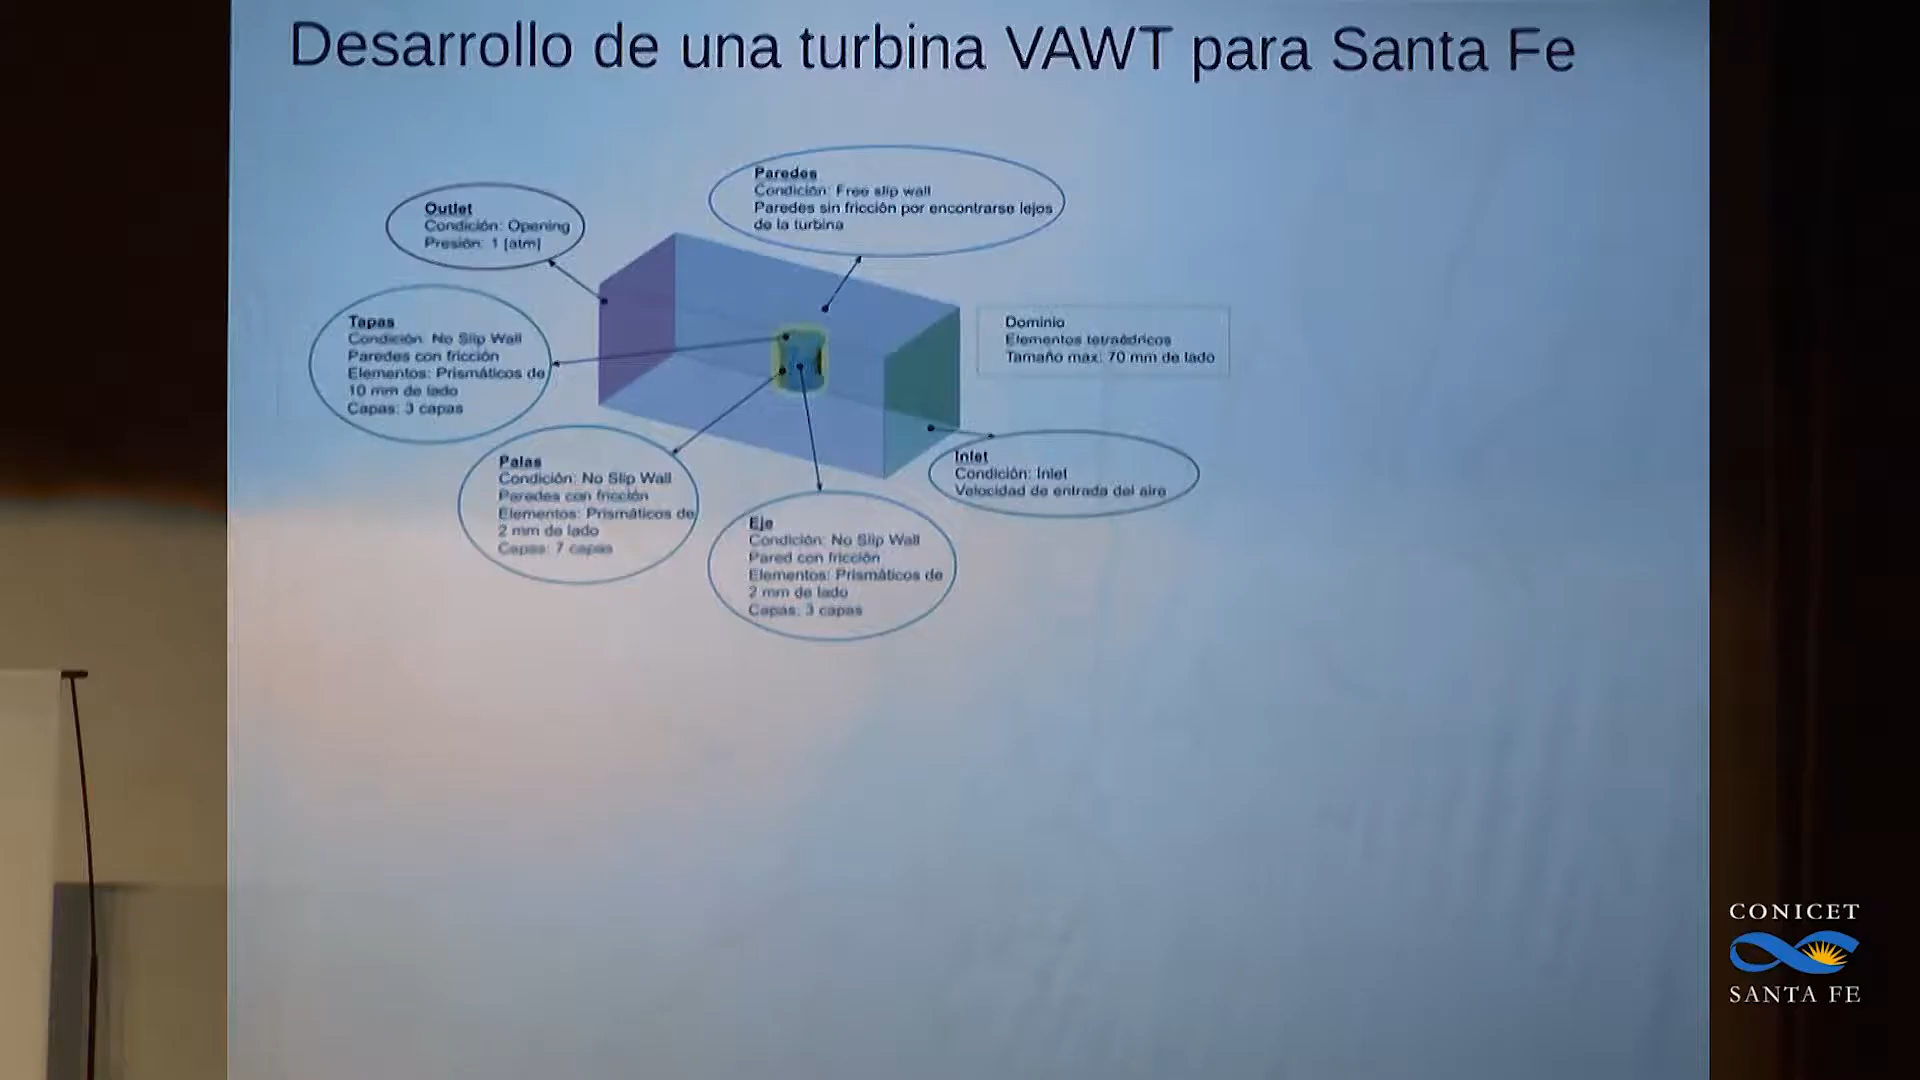 Desarrollo de una turbina VAWT para Santa Fe
Paredes
Condición: Free slip wall
Paredes sin fricción por encontrarse lejos
de la turbina
Outlet
Condición: Opening
Presión: 1 [atm]
Tapas
Condición: No Slip Wall
Paredes con fricción
Elementos: Prismáticos de
10 mm de lado
Capas: 3 capas
Dominio
Elementos tetraédricos
Tamaño max: 70 mm de lado
Palas
Condición: No Slip Wall
Paredes con fricción
Elementos: Prismáticos de
2 mm de lado
Capas: 7 capas
Inlet
Condición: Inlet
Velocidad de entrada del aire
Eje
Condición: No Slip Wall
Pared con fricción
Elementos: Prismáticos de
2 mm de lado
Capas: 3 capas
CONICET
SANTA FE